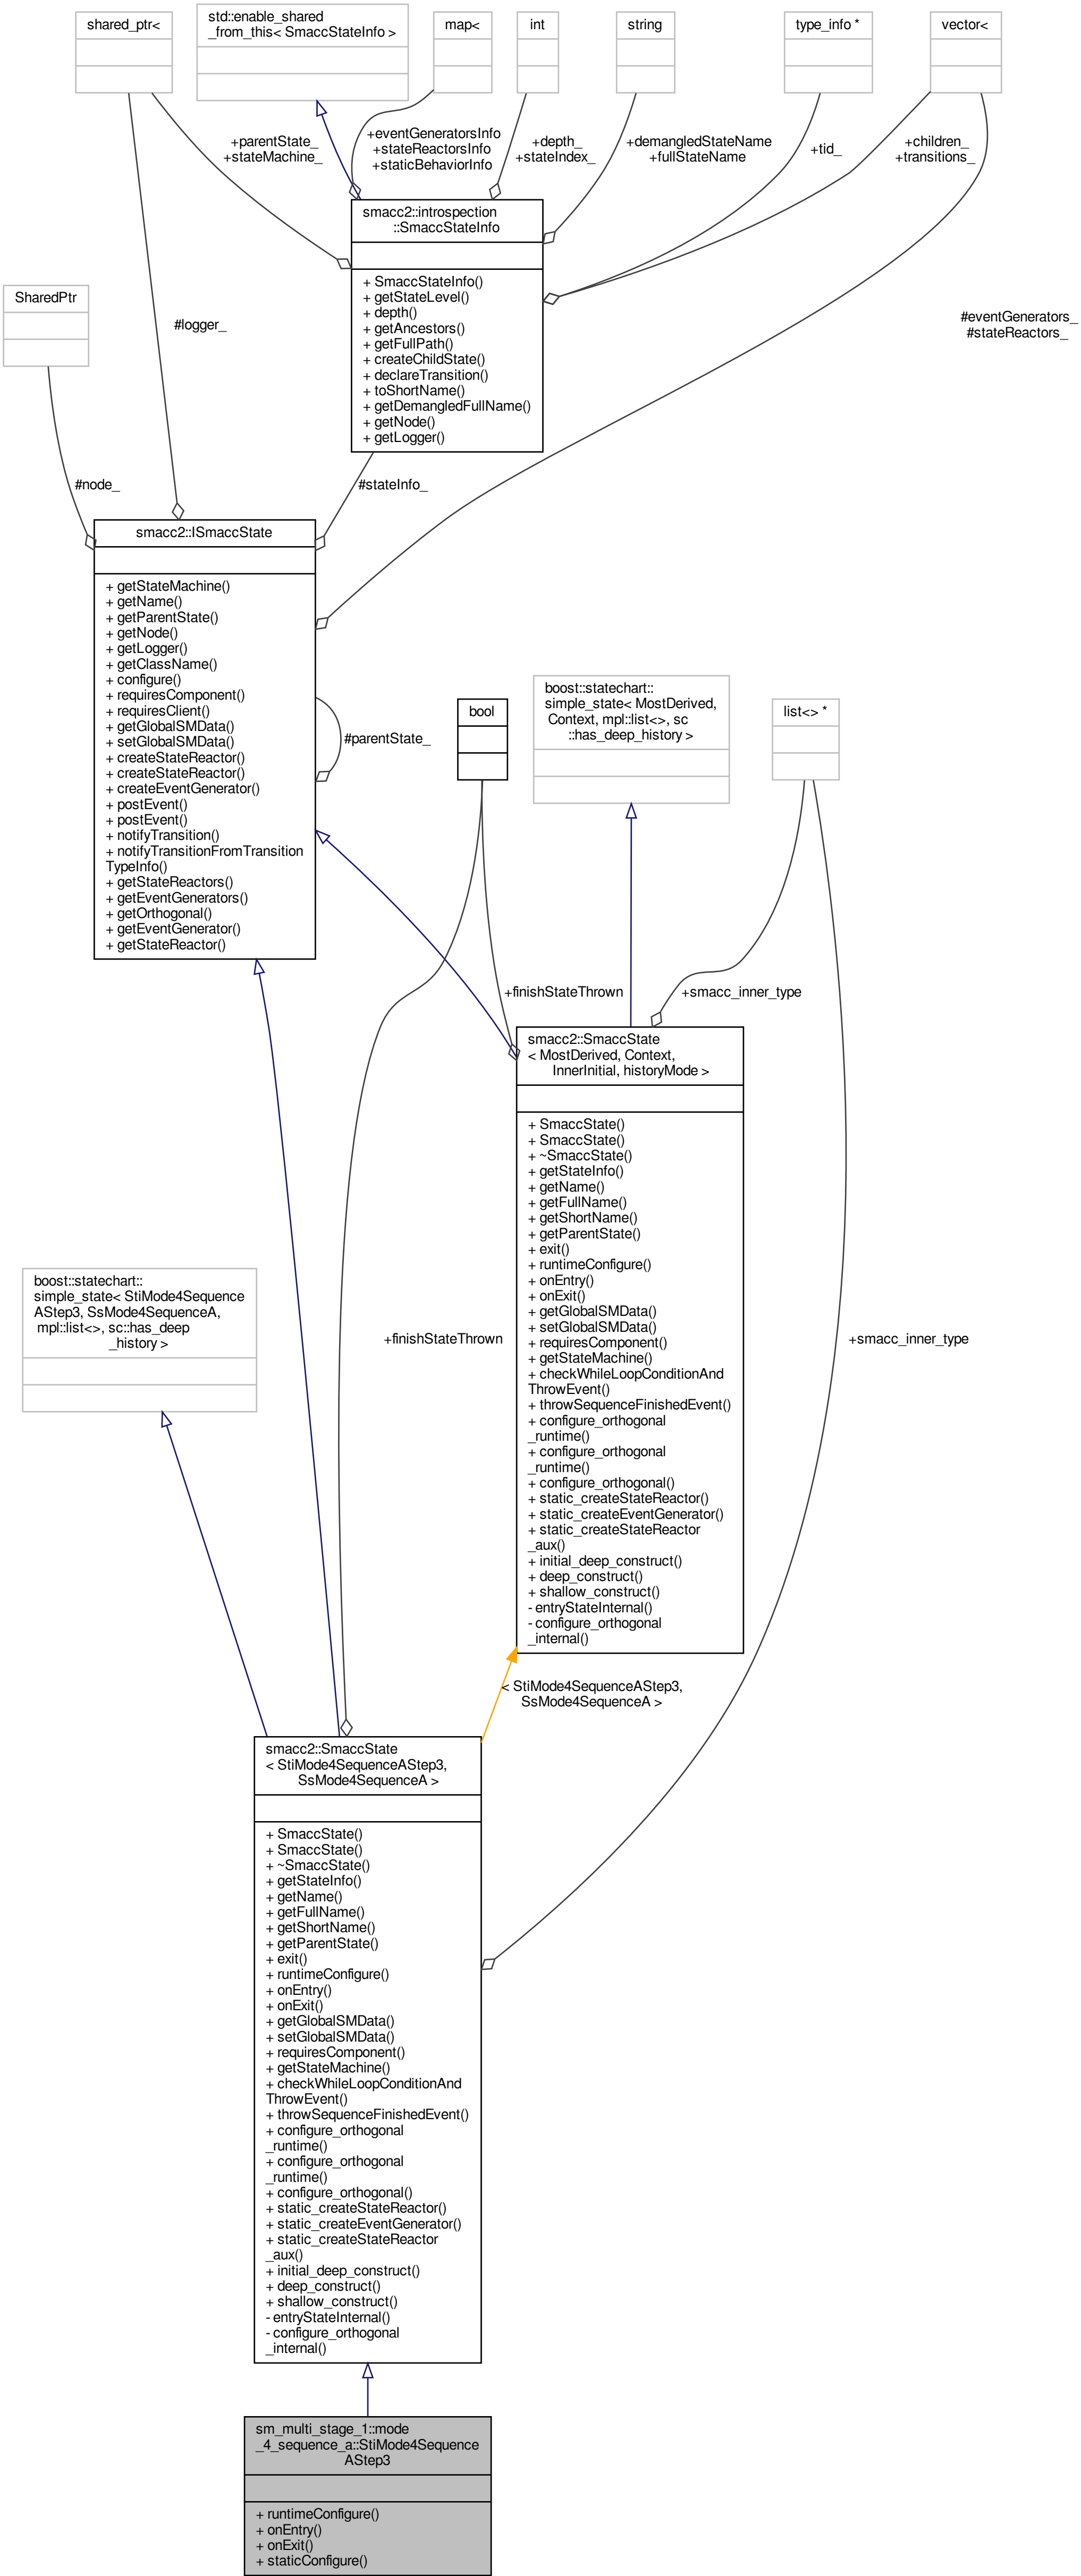 shared_ptr<
std::enable_shared
_from_this< SmaccStateInfo >
map<
int
string
type_info *
vector<
+parentState_
+stateMachine_
+eventGeneratorsInfo
+stateReactorsInfo
+staticBehaviorInfo
+depth_
+stateIndex_
+demangledStateName
+fullStateName
+tid_
+children_
+transitions_
smacc2::introspection
::SmaccStateInfo
+ SmaccStateInfo()
+ getStateLevel()
+ depth()
+ getAncestors()
+ getFullPath()
+ createChildState()
+ declareTransition()
+ toShortName()
+ getDemangledFullName()
+ getNode()
+ getLogger()
SharedPtr
#logger_
#eventGenerators_
#stateReactors_
#node_
#stateInfo_
smacc2::ISmaccState
+ getStateMachine()
+ getName()
+ getParentState()
+ getNode()
+ getLogger()
+ getClassName()
+ configure()
+ requiresComponent()
+ requiresClient()
+ getGlobalSMData()
+ setGlobalSMData()
+ createStateReactor()
+ createStateReactor()
+ createEventGenerator()
+ postEvent()
+ postEvent()
+ notifyTransition()
+ notifyTransitionFromTransition
TypeInfo()
+ getStateReactors()
+ getEventGenerators()
+ getOrthogonal()
+ getEventGenerator()
+ getStateReactor()
#parentState_
bool
boost::statechart::
simple_state< MostDerived,
Context, mpl::list<>, sc
::has_deep_history >
list<> *
+finishStateThrown
+smacc_inner_type
smacc2::SmaccState
< MostDerived, Context,
InnerInitial, historyMode >
+ SmaccState()
+ SmaccState()
+ ~SmaccState()
+ getStateInfo()
+ getName()
+ getFullName()
+ getShortName()
+ getParentState()
+ exit()
+ runtimeConfigure()
+ onEntry()
+ onExit()
+ getGlobalSMData()
+ setGlobalSMData()
+ requiresComponent()
+ getStateMachine()
+ checkWhileLoopConditionAnd
ThrowEvent()
+ throwSequenceFinishedEvent()
+ configure_orthogonal
_runtime()
+ configure_orthogonal
_runtime()
+ configure_orthogonal()
+ static_createStateReactor()
+ static_createEventGenerator()
+ static_createStateReactor
_aux()
+ initial_deep_construct()
+ deep_construct()
+ shallow_construct()
- entryStateInternal()
- configure_orthogonal
_internal()
boost::statechart::
simple_state< StiMode4Sequence
AStep3, SsMode4SequenceA,
mpl::list<>, sc::has_deep
_history >
+finishStateThrown
+smacc_inner_type
< StiMode4SequenceAStep3,
SsMode4SequenceA >
smacc2::SmaccState
< StiMode4SequenceAStep3,
SsMode4SequenceA >
+ SmaccState()
+ SmaccState()
+ ~SmaccState()
+ getStateInfo()
+ getName()
+ getFullName()
+ getShortName()
+ getParentState()
+ exit()
+ runtimeConfigure()
+ onEntry()
+ onExit()
+ getGlobalSMData()
+ setGlobalSMData()
+ requiresComponent()
+ getStateMachine()
+ checkWhileLoopConditionAnd
ThrowEvent()
+ throwSequenceFinishedEvent()
+ configure_orthogonal
_runtime()
+ configure_orthogonal
_runtime()
+ configure_orthogonal()
+ static_createStateReactor()
+ static_createEventGenerator()
+ static_createStateReactor
_aux()
+ initial_deep_construct()
+ deep_construct()
+ shallow_construct()
- entryStateInternal()
- configure_orthogonal
_internal()
sm_multi_stage_1::mode
_4_sequence_a::StiMode4Sequence
AStep3
+ runtimeConfigure()
+ onEntry()
+ onExit()
+ staticConfigure()